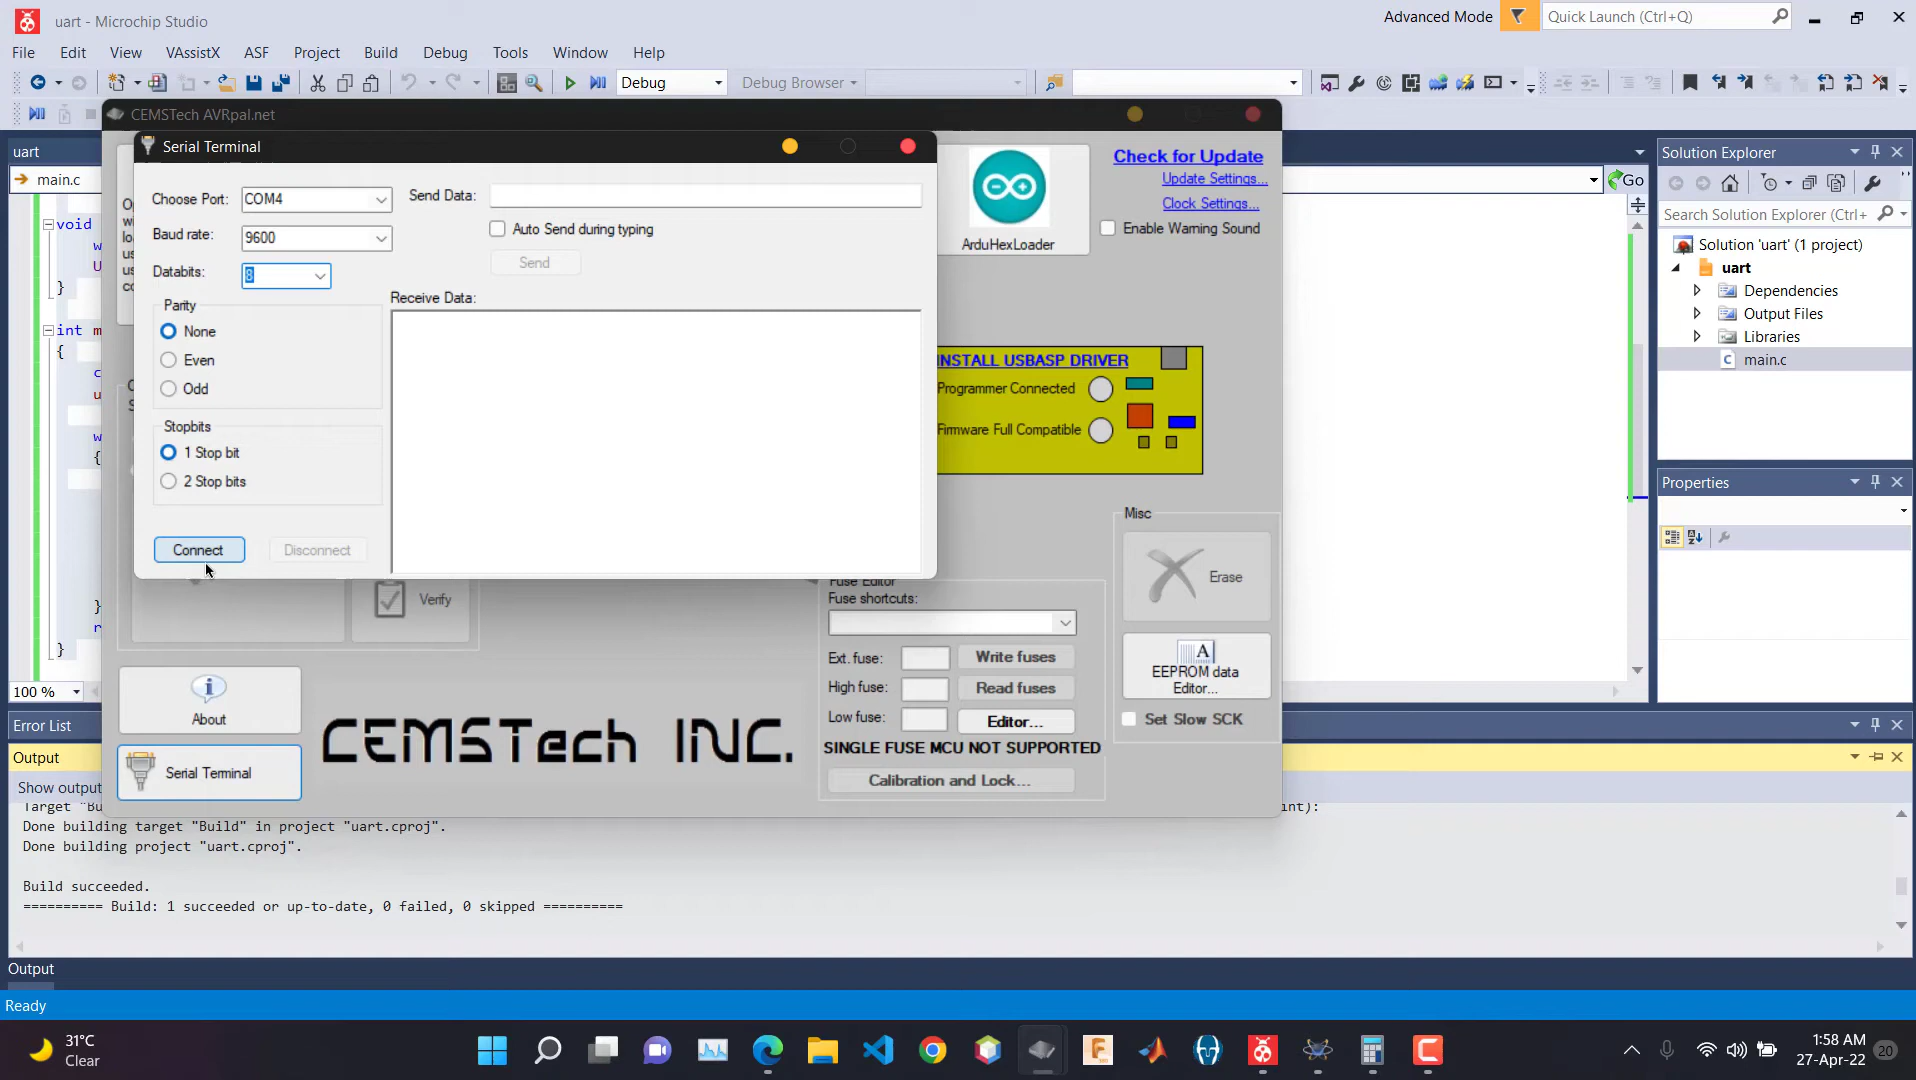 uart - Microchip Studio
Advanced Mode
Quick Launch (Ctrl+Q)
File Edit View VAssistX ASF Project Build Debug Tools Window Help
Debug
Debug Browser
CEMSTech AVRpal.net
uart
main.c
Go
void
int m
Serial Terminal
Choose Port: COM4
Baud rate: 9600
Databits: 8
Parity
None
Even
Odd
Stopbits
1 Stop bit
2 Stop bits
Connect Disconnect
Send Data:
Auto Send during typing
Send
Receive Data:
ArduHexLoader
Check for Update
Update Settings...
Clock Settings...
Enable Warning Sound
INSTALL USBASP DRIVER
Programmer Connected
Firmware Full Compatible
Misc
Erase
EEPROM data
Editor...
Set Slow SCK
Verify
Fuse Editor
Fuse shortcuts:
Ext. fuse: Write fuses
High fuse: Read fuses
Low fuse: Editor...
SINGLE FUSE MCU NOT SUPPORTED
Calibration and Lock...
About
Serial Terminal
CEMSTech INC.
Solution Explorer
Search Solution Explorer (Ctrl+
Solution 'uart' (1 project)
uart
Dependencies
Output Files
Libraries
main.c
Properties
100 %
Error List
Output
Show output
Target "Bu int):
Done building target "Build" in project "uart.cproj".
Done building project "uart.cproj".
Build succeeded.
========== Build: 1 succeeded or up-to-date, 0 failed, 0 skipped ==========
Output
Ready
31°C
Clear
1:58 AM
27-Apr-22
20